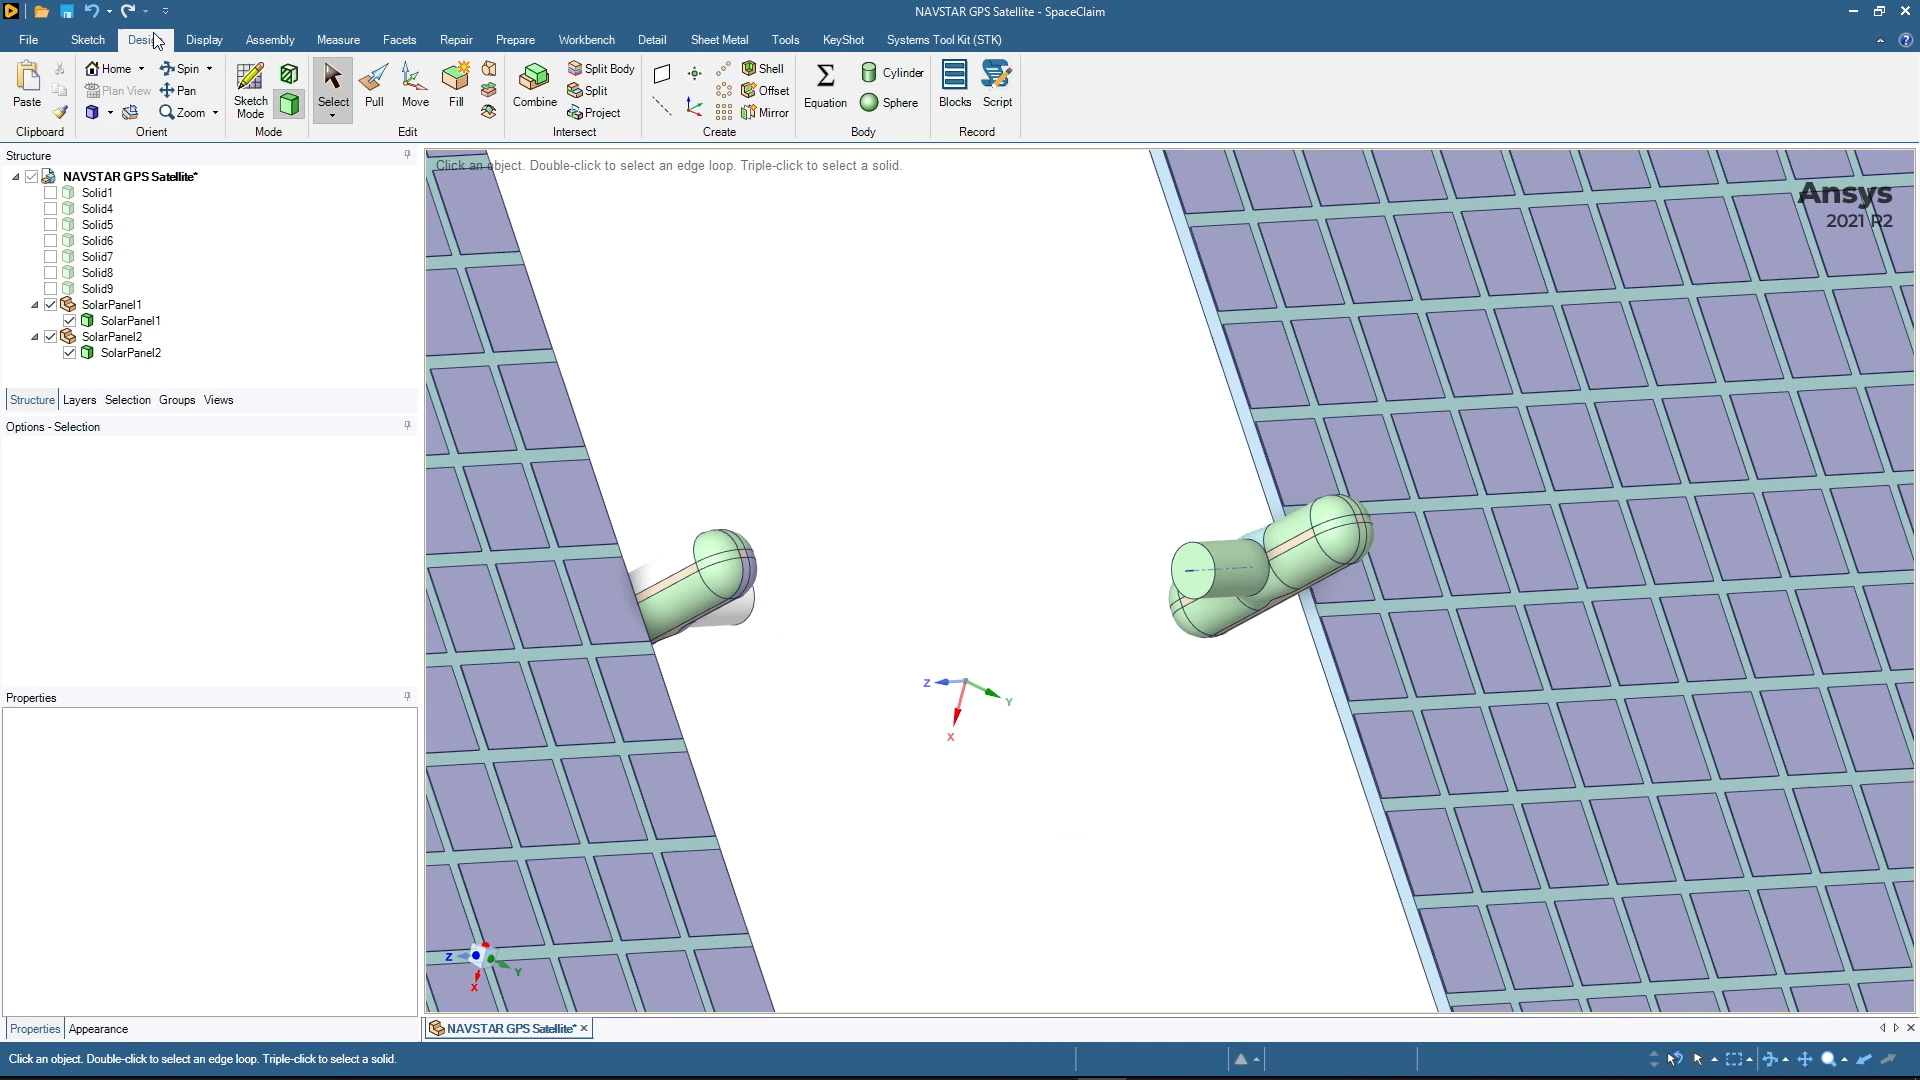 NAVSTAR GPS Satellite - SpaceClaim
File Sketch Display Assembly Measure Facets Repair Prepare Workbench Detail Sheet Metal Tools KeyShot Systems Tool Kit (STK)
Paste
Home
Plan View
Spin
Pan
Zoom
Sketch
Mode
Select
Pull
Move
Fill
Combine
Split Body
Split
Project
Shell
Offset
Mirror
Equation
Cylinder
Sphere
Blocks
Script
Clipboard Orient Mode Edit Intersect Create Body Record
Structure
NAVSTAR GPS Satellite*
Solid1
Solid4
Solid5
Solid6
Solid7
Solid8
Solid9
SolarPanel1
SolarPanel1
SolarPanel2
SolarPanel2
Structure Layers Selection Groups Views
Options - Selection
Properties
Properties Appearance
Click an object. Double-click to select an edge loop. Triple-click to select a solid.
Ansys
2021 R2
Z
Y
X
Z
Y
X
NAVSTAR GPS Satellite*
Click an object. Double-click to select an edge loop. Triple-click to select a solid.